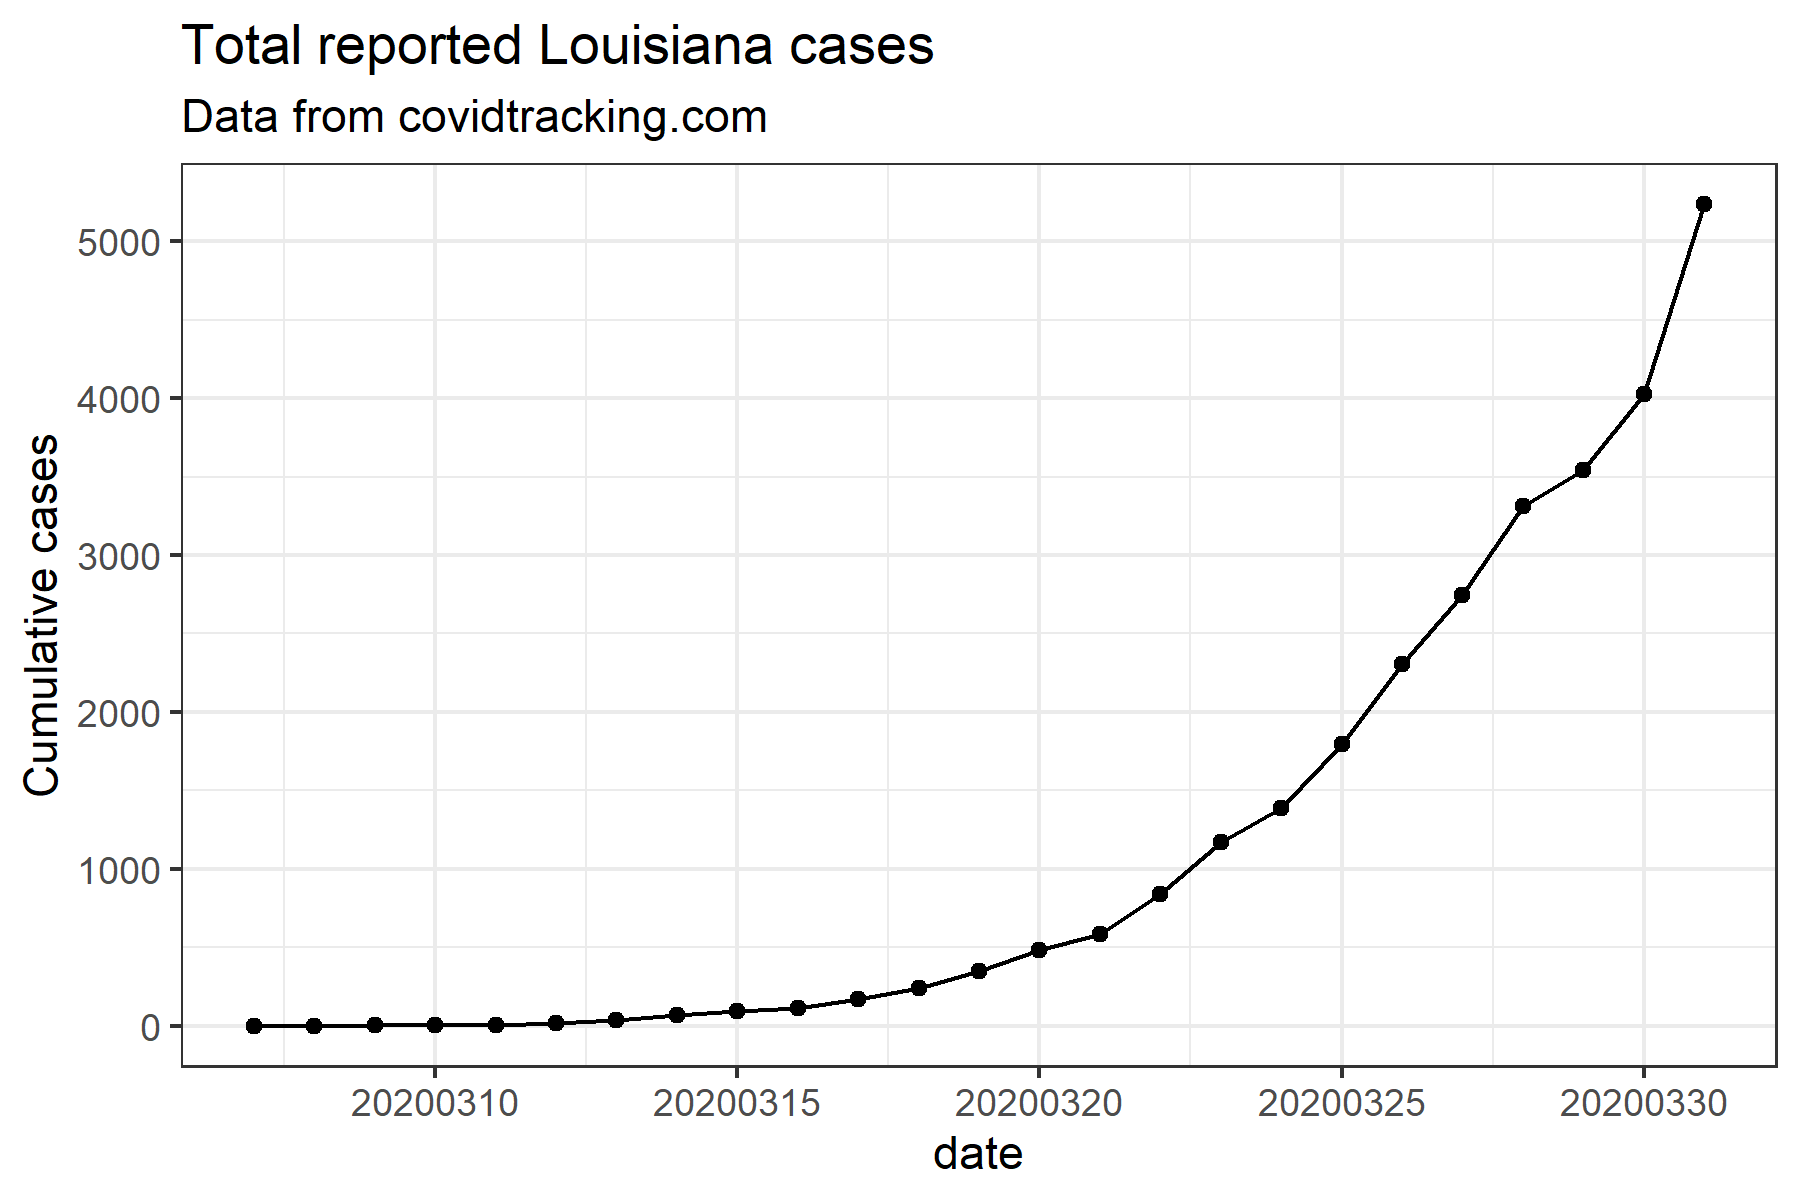 Total reported Louisiana cases
Data from covidtracking.com
Cumulative cases
5000
4000
3000
2000
1000
0
20200310 20200315 20200320 20200325 20200330
date